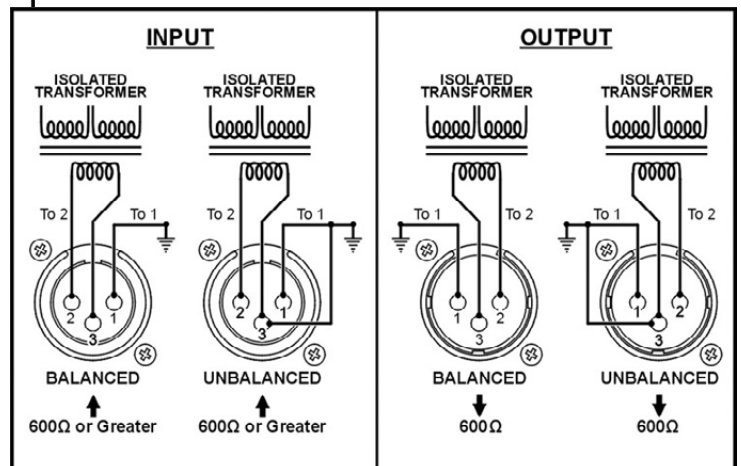 INPUT
ISOLATED
TRANSFORMER
To 2
To 1
2
1
3
BALANCED
600Ω or Greater
ISOLATED
TRANSFORMER
To 2
To 1
2
1
3
UNBALANCED
600Ω or Greater
OUTPUT
ISOLATED
TRANSFORMER
To 1
To 2
1
2
3
BALANCED
600Ω
ISOLATED
TRANSFORMER
To 1
To 2
1
2
3
UNBALANCED
600Ω